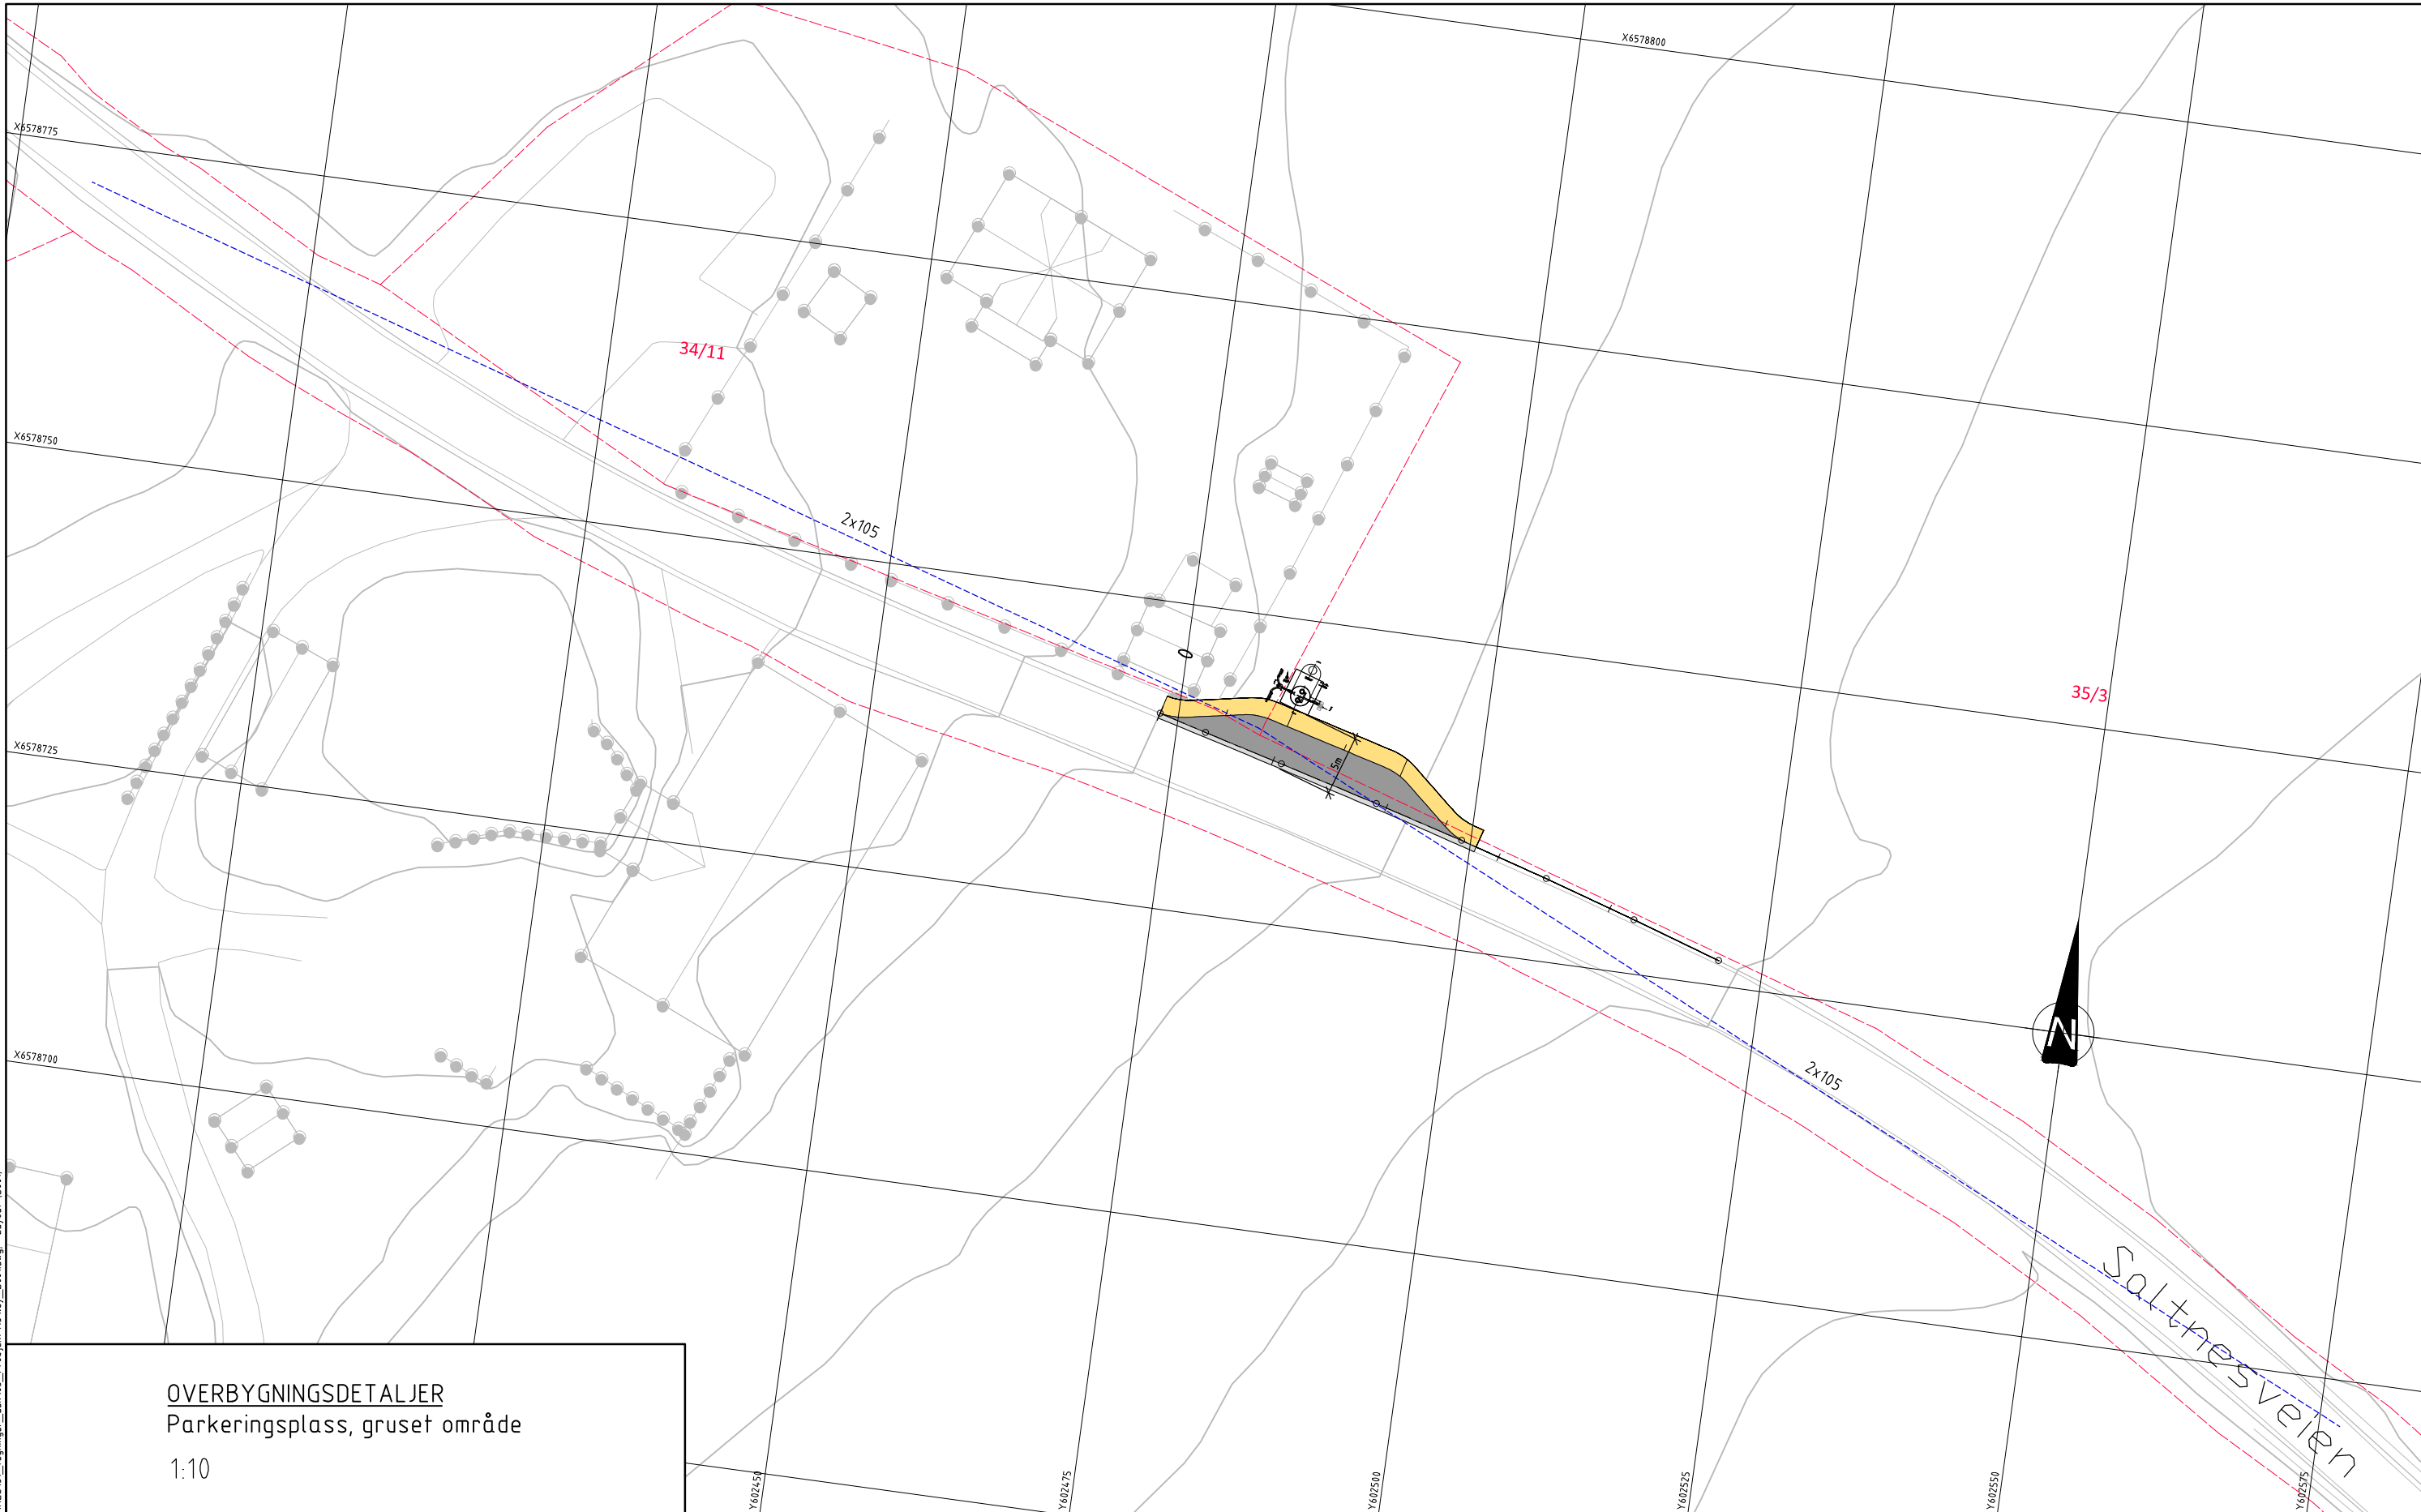 X6578800
X6578775
34/11
X6578750
2x105
0
35/3
X6578725
5m
N
X6578700
2x105
Saltnesveien
OVERBYGNINGSDETALJER
Parkeringsplass, gruset område
1:10
Y602450
Y602475
Y602500
Y602525
Y602550
Y602575